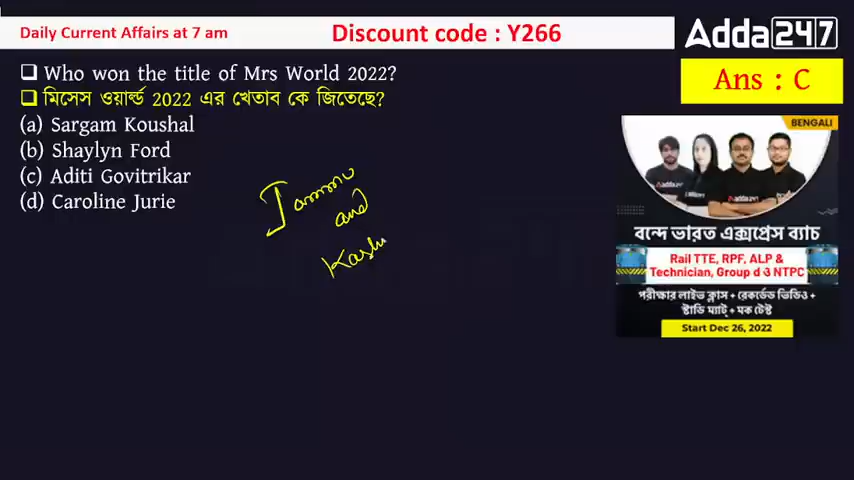 Daily Current Affairs at 7 am
Discount code : Y266
Adda247
Ans : C
❑ Who won the title of Mrs World 2022?
❑ মিসেস ওয়ার্ল্ড 2022 এর খেতাব কে জিতেছে?
(a) Sargam Koushal
(b) Shaylyn Ford
(c) Aditi Govitrikar
(d) Caroline Jurie
Jammu
and
Kash
BENGALI
বন্দে ভারত এক্সপ্রেস ব্যাচ
Rail TTE, RPF, ALP &
Technician, Group d ও NTPC
পরীক্ষার লাইভ ক্লাস + রেকর্ডেড ভিডিও +
স্টাডি ম্যাট্ + মক টেস্ট
Start Dec 26, 2022